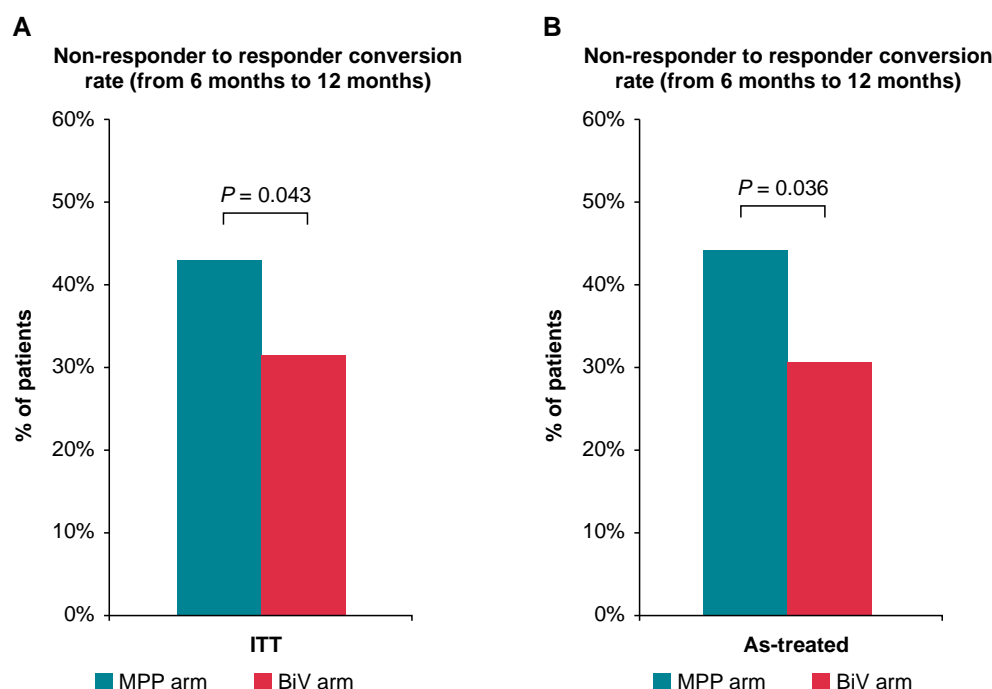 A
Non-responder to responder conversion
rate (from 6 months to 12 months)
60%
50%
40%
30%
20%
10%
0%
% of patients
P = 0.043
ITT
MPP arm
BiV arm
B
Non-responder to responder conversion
rate (from 6 months to 12 months)
60%
50%
40%
30%
20%
10%
0%
% of patients
P = 0.036
As-treated
MPP arm
BiV arm